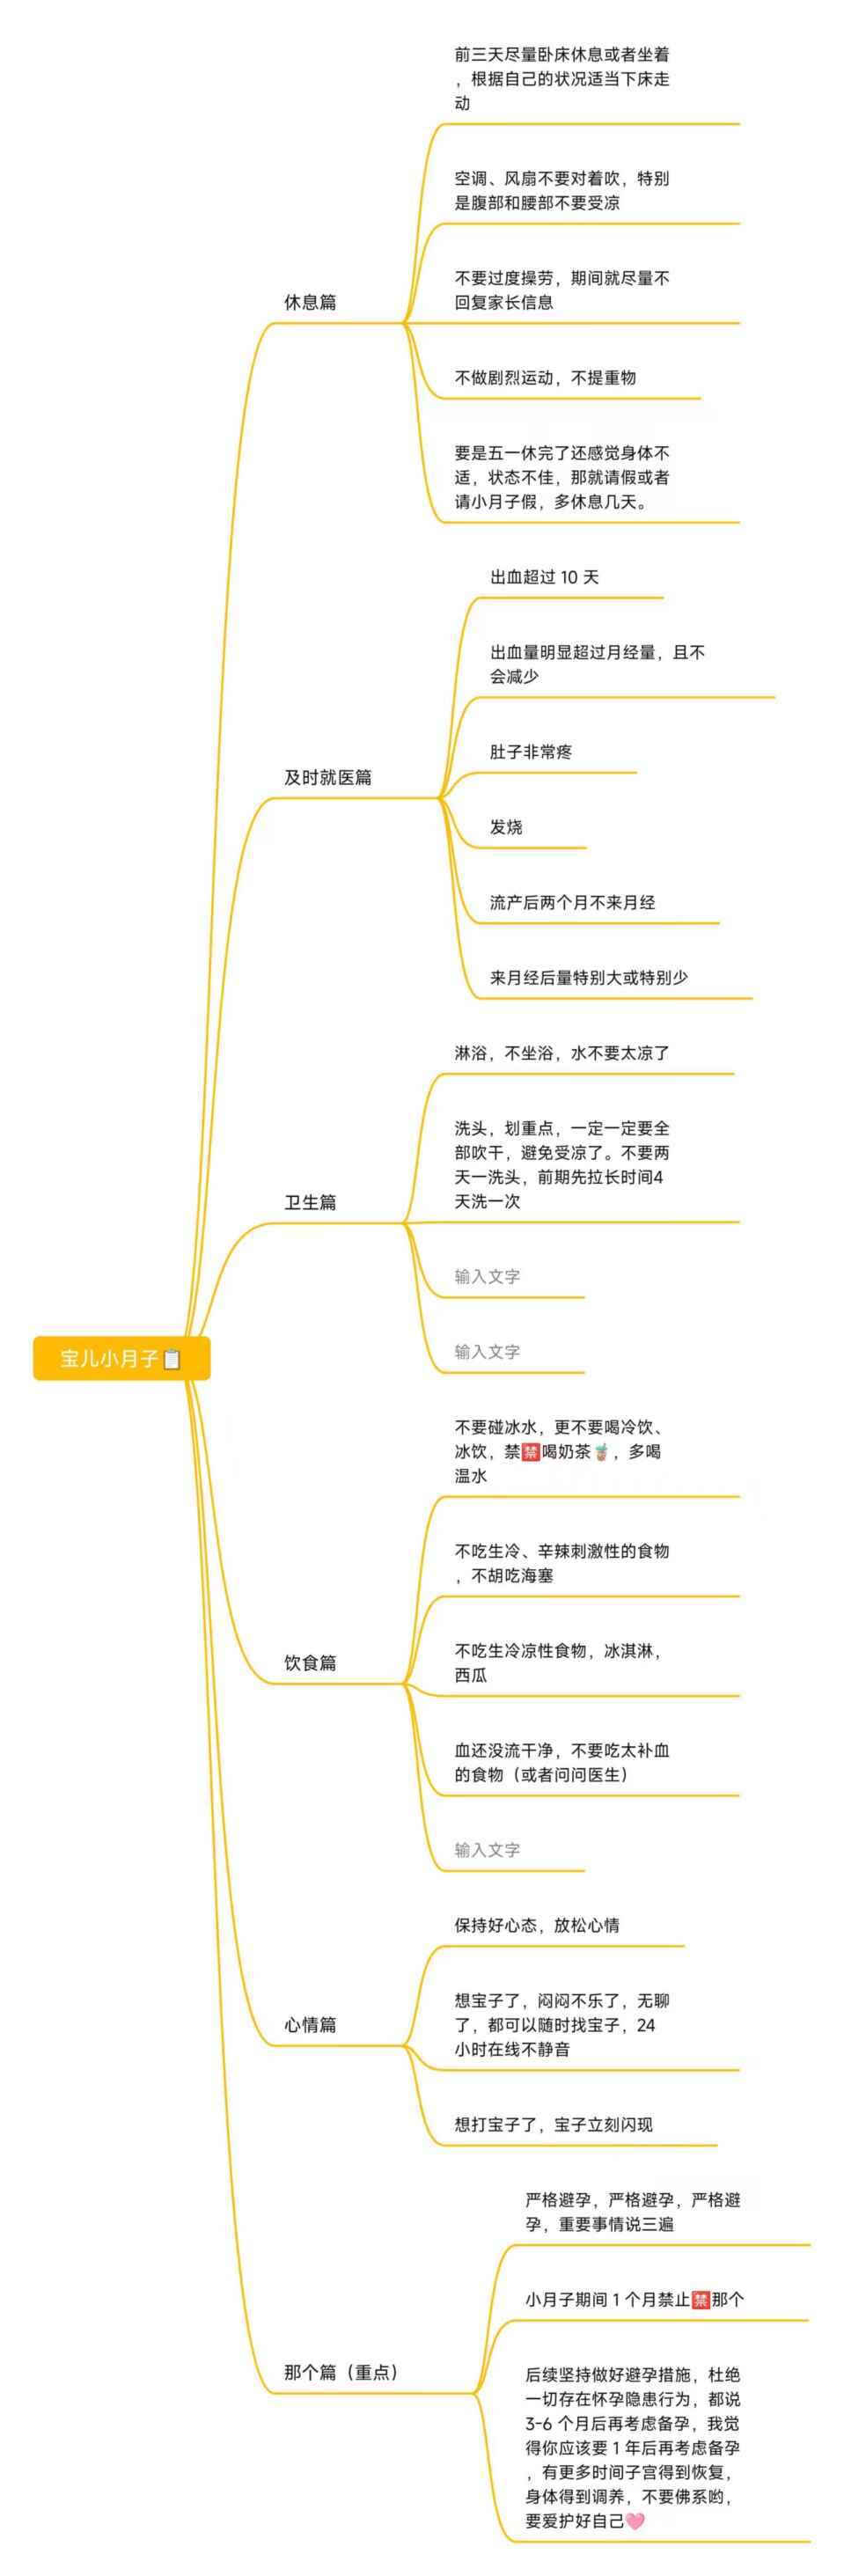 前三天尽量卧床休息或者坐着
，根据自己的状况适当下床走
动
空调、风扇不要对着吹，特别
是腹部和腰部不要受凉
不要过度操劳，期间就尽量不
回复家长信息
休息篇
不做剧烈运动，不提重物
要是五一休完了还感觉身体不
适，状态不佳，那就请假或者
请小月子假，多休息几天。
出血超过 10 天
出血量明显超过月经量，且不
会减少
肚子非常疼
及时就医篇
发烧
流产后两个月不来月经
来月经后量特别大或特别少
淋浴，不坐浴，水不要太凉了
洗头，划重点，一定一定要全
部吹干，避免受凉了。不要两
天一洗头，前期先拉长时间4
天洗一次
卫生篇
输入文字
输入文字
宝儿小月子📋
不要碰冰水，更不要喝冷饮、
冰饮，禁🈲喝奶茶🧋，多喝
温水
不吃生冷、辛辣刺激性的食物
，不胡吃海塞
不吃生冷凉性食物，冰淇淋，
西瓜
饮食篇
血还没流干净，不要吃太补血
的食物（或者问问医生）
输入文字
保持好心态，放松心情
想宝子了，闷闷不乐了，无聊
了，都可以随时找宝子，24
小时在线不静音
心情篇
想打宝子了，宝子立刻闪现
严格避孕，严格避孕，严格避
孕，重要事情说三遍
小月子期间 1 个月禁止🈲那个
那个篇（重点）
后续坚持做好避孕措施，杜绝
一切存在怀孕隐患行为，都说
3-6 个月后再考虑备孕，我觉
得你应该要 1 年后再考虑备孕
，有更多时间子宫得到恢复，
身体得到调养，不要佛系哟，
要爱护好自己🩷